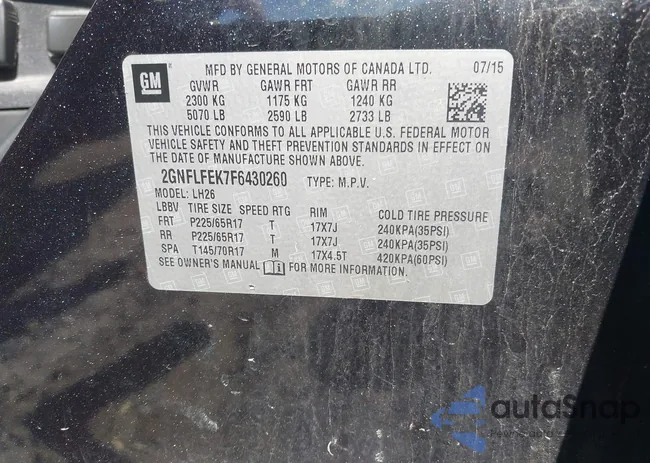 GM
MFD BY GENERAL MOTORS OF CANADA LTD. 07/15
GVWR GAWR FRT GAWR RR
2300 KG 1175 KG 1240 KG
5070 LB 2590 LB 2733 LB
THIS VEHICLE CONFORMS TO ALL APPLICABLE U.S. FEDERAL MOTOR
VEHICLE SAFETY AND THEFT PREVENTION STANDARDS IN EFFECT ON
THE DATE OF MANUFACTURE SHOWN ABOVE.
2GNFLFEK7F6430260 TYPE: M.P.V.
MODEL: LH26
LBBV TIRE SIZE SPEED RTG RIM COLD TIRE PRESSURE
FRT P225/65R17 T 17X7J 240KPA(35PSI)
RR P225/65R17 T 17X7J 240KPA(35PSI)
SPA T145/70R17 M 17X4.5T 420KPA(60PSI)
SEE OWNER'S MANUAL FOR MORE INFORMATION.
autoSnap